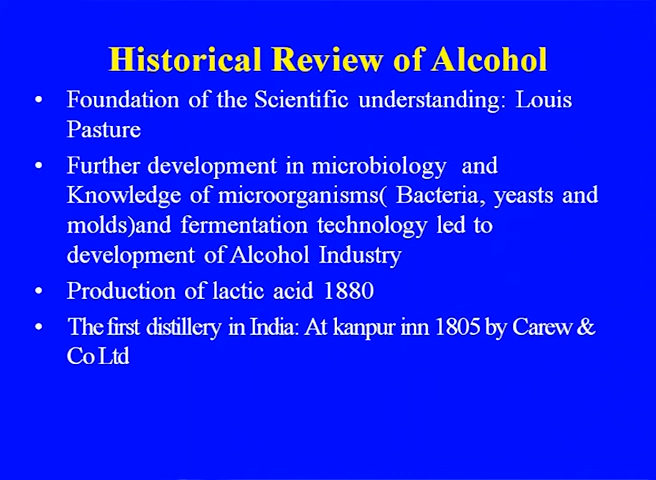 Historical Review of Alcohol
• Foundation of the Scientific understanding: Louis
Pasture
• Further development in microbiology and
Knowledge of microorganisms( Bacteria, yeasts and
molds)and fermentation technology led to
development of Alcohol Industry
• Production of lactic acid 1880
• The first distillery in India: At kanpur inn 1805 by Carew &
Co Ltd